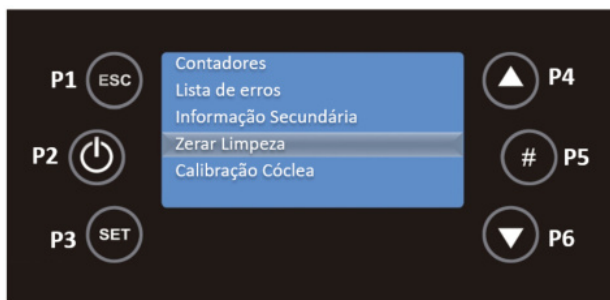 P1 ESC
Contadores
Lista de erros
Informação Secundária
Zerar Limpeza
Calibração Cóclea
P4
P2
# P5
P3 SET
P6